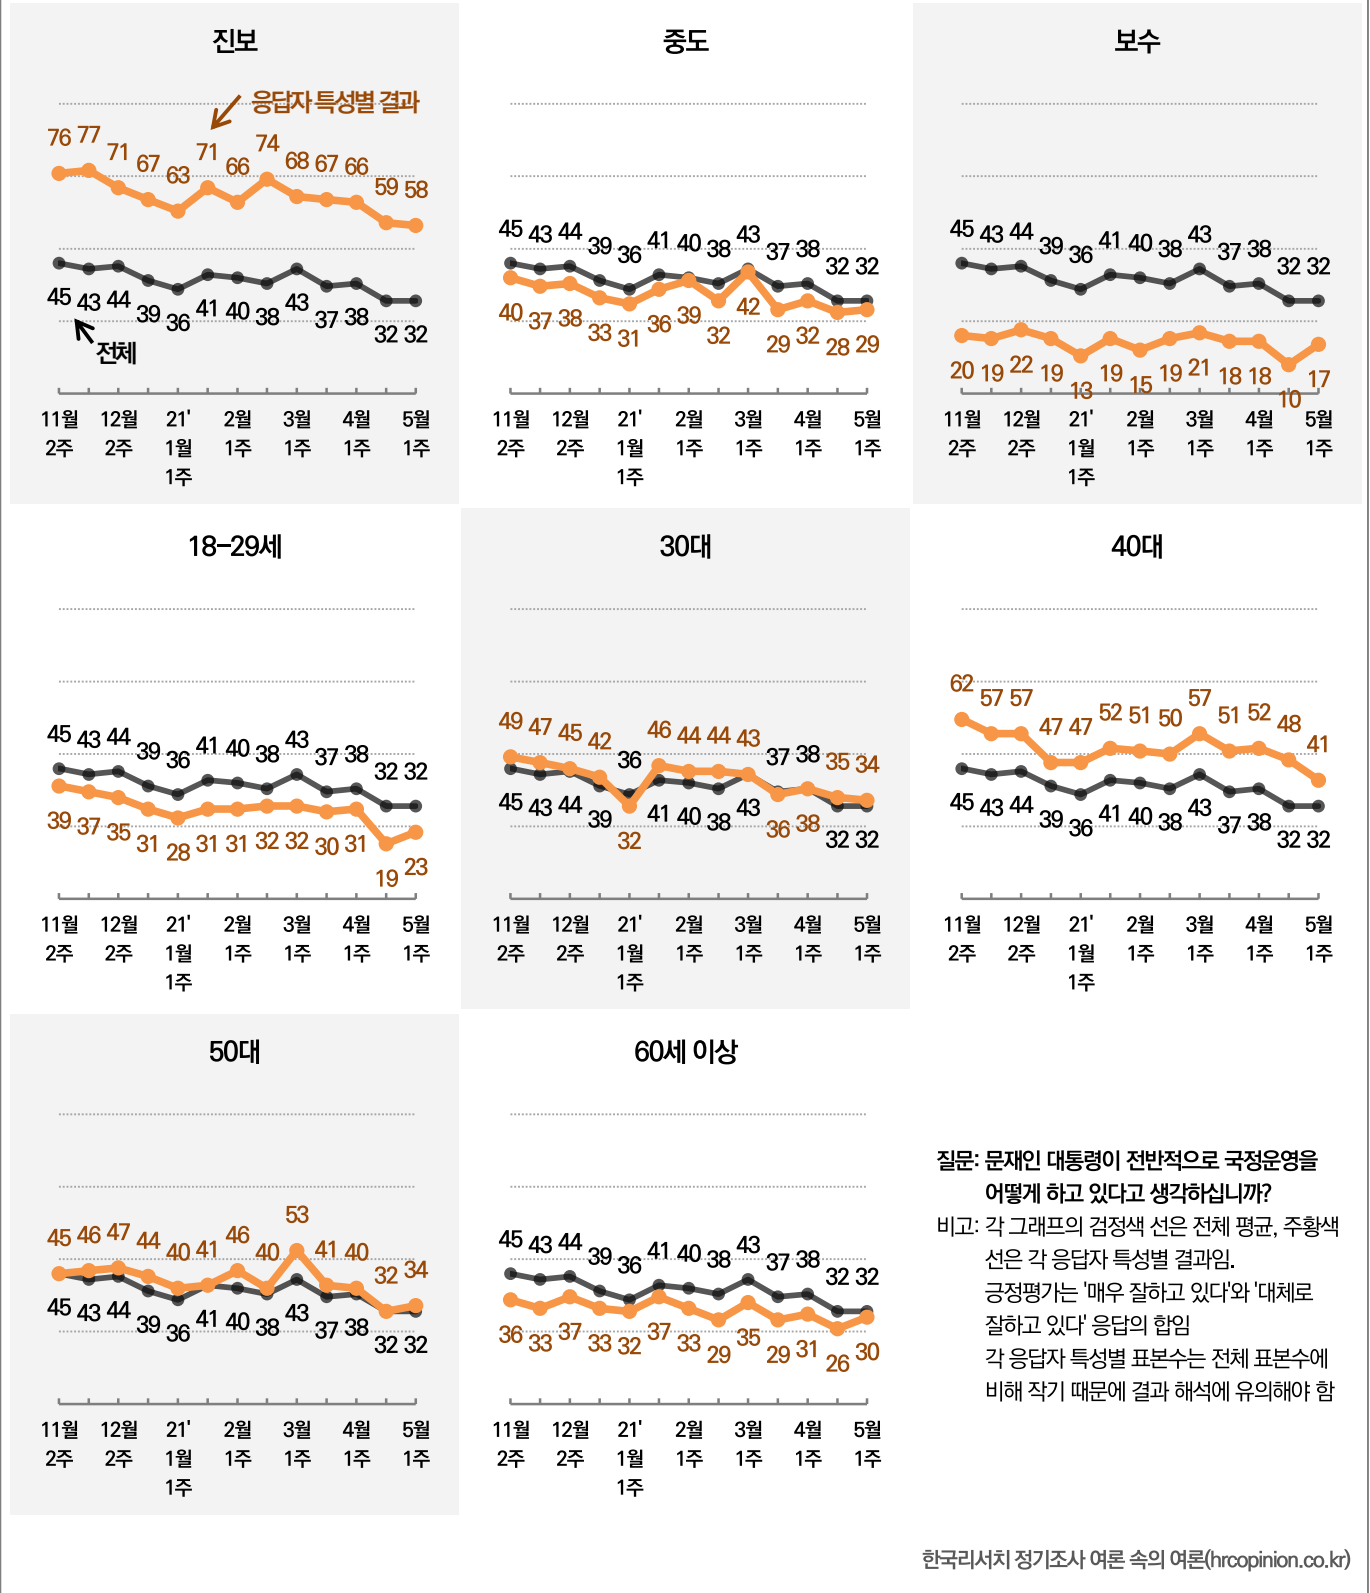 진보
응답자 특성별 결과
76 77 71 67 63 71 66 74 68 67 66 59 58
45 43 44 39 36 41 40 38 43 37 38 32 32
전체
11월 12월 21' 2월 3월 4월 5월
2주 2주 1월 1주 1주 1주 1주
1주
중도
45 43 44 39 36 41 40 38 43 37 38 32 32
40 37 38 33 31 36 39 32 42 29 32 28 29
11월 12월 21' 2월 3월 4월 5월
2주 2주 1월 1주 1주 1주 1주
1주
보수
45 43 44 39 36 41 40 38 43 37 38 32 32
20 19 22 19 13 19 15 19 21 18 18 10 17
11월 12월 21' 2월 3월 4월 5월
2주 2주 1월 1주 1주 1주 1주
1주
18-29세
45 43 44 39 36 41 40 38 43 37 38 32 32
39 37 35 31 28 31 31 32 32 30 31 19 23
11월 12월 21' 2월 3월 4월 5월
2주 2주 1월 1주 1주 1주 1주
1주
30대
49 47 45 42 36 46 44 44 43 37 38 35 34
45 43 44 39 32 41 40 38 43 36 38 32 32
11월 12월 21' 2월 3월 4월 5월
2주 2주 1월 1주 1주 1주 1주
1주
40대
62 57 57 47 47 52 51 50 57 51 52 48 41
45 43 44 39 36 41 40 38 43 37 38 32 32
11월 12월 21' 2월 3월 4월 5월
2주 2주 1월 1주 1주 1주 1주
1주
50대
45 46 47 44 40 41 46 40 53 41 40 32 34
45 43 44 39 36 41 40 38 43 37 38 32 32
11월 12월 21' 2월 3월 4월 5월
2주 2주 1월 1주 1주 1주 1주
1주
60세 이상
45 43 44 39 36 41 40 38 43 37 38 32 32
36 33 37 33 32 37 33 29 35 29 31 26 30
11월 12월 21' 2월 3월 4월 5월
2주 2주 1월 1주 1주 1주 1주
1주
질문: 문재인 대통령이 전반적으로 국정운영을
어떻게 하고 있다고 생각하십니까?
비고: 각 그래프의 검정색 선은 전체 평균, 주황색
선은 각 응답자 특성별 결과임.
긍정평가는 '매우 잘하고 있다'와 '대체로
잘하고 있다' 응답의 합임
각 응답자 특성별 표본수는 전체 표본수에
비해 작기 때문에 결과 해석에 유의해야 함
한국리서치 정기조사 여론 속의 여론(hrcopinion.co.kr)